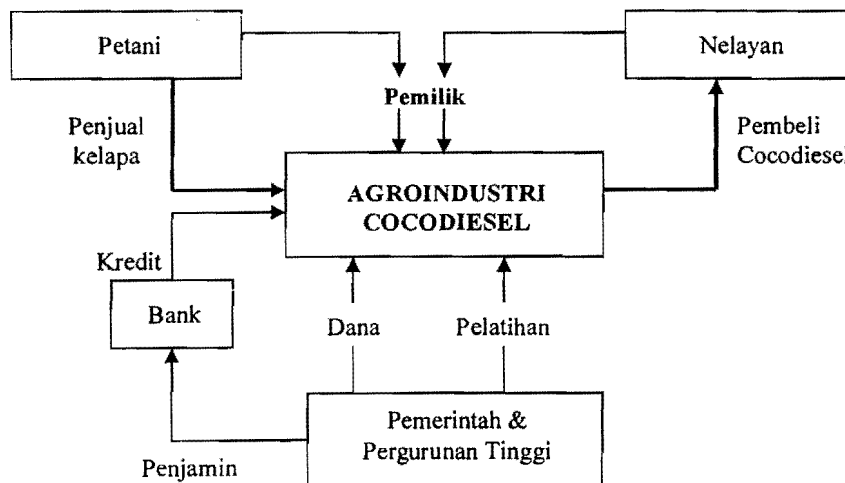 Petani
Nelayan
Pemilik
Penjual
kelapa
Pembeli
Cocodiesel
AGROINDUSTRI
COCODIESEL
Kredit
Bank
Dana
Pelatihan
Pemerintah &
Pergurunan Tinggi
Penjamin